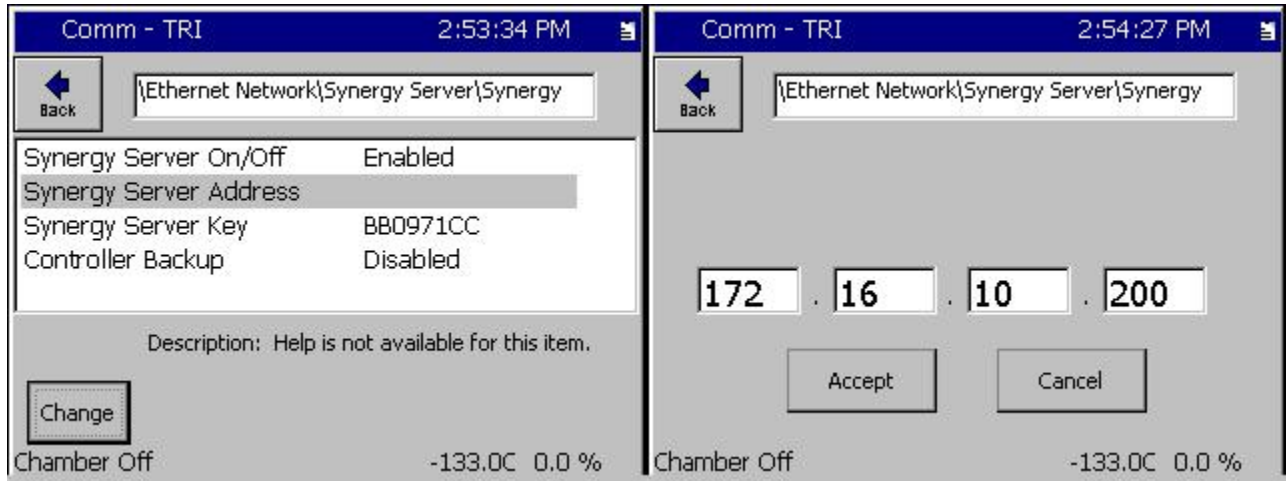 Comm - TRI 2:53:34 PM
Back
\Ethernet Network\Synergy Server\Synergy
Synergy Server On/Off Enabled
Synergy Server Address
Synergy Server Key BB0971CC
Controller Backup Disabled
Description: Help is not available for this item.
Change
Chamber Off -133.0C 0.0 %
Comm - TRI 2:54:27 PM
Back
\Ethernet Network\Synergy Server\Synergy
172 . 16 . 10 . 200
Accept Cancel
Chamber Off -133.0C 0.0 %